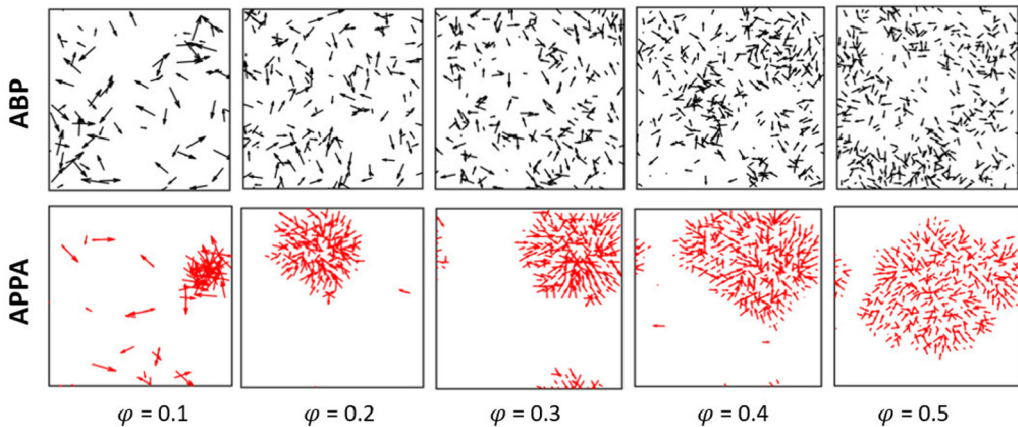 ABP
APPA
φ = 0.1 φ = 0.2 φ = 0.3 φ = 0.4 φ = 0.5